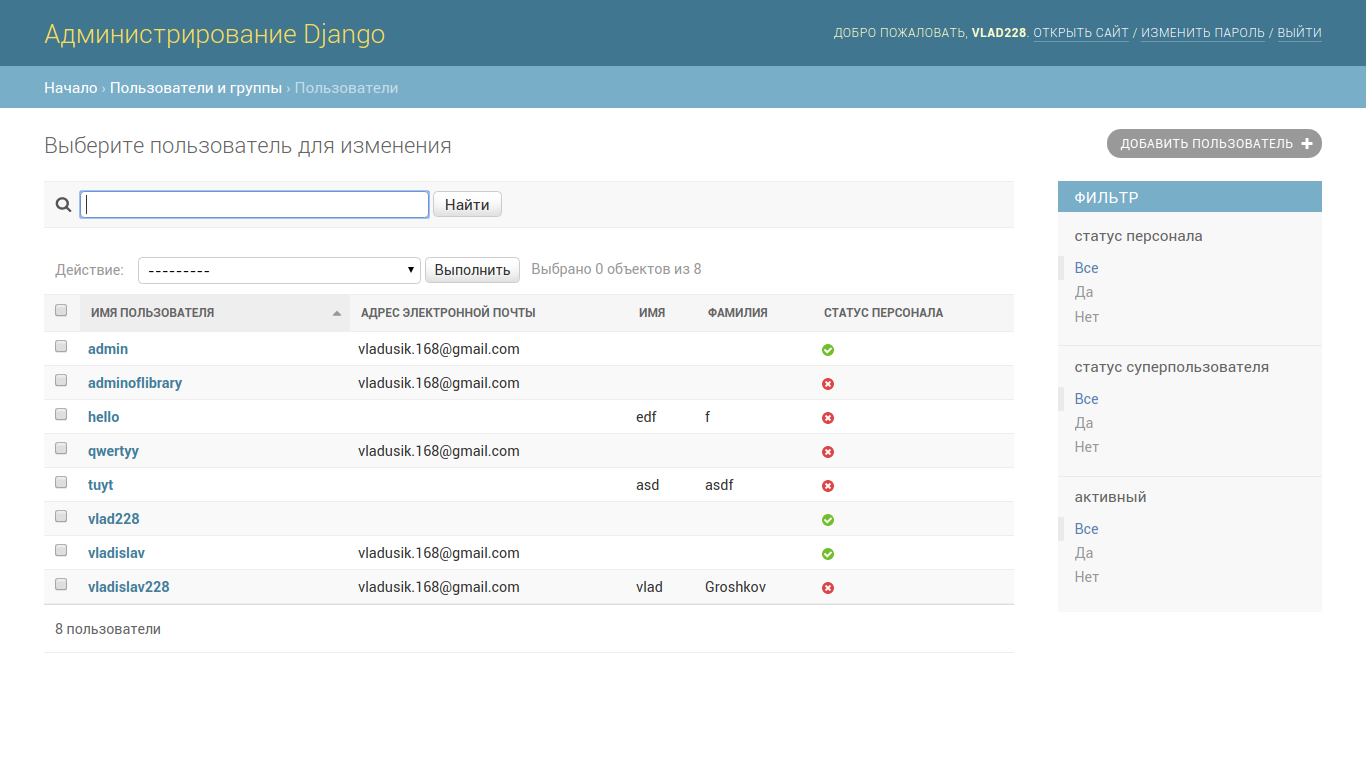 Администрирование Django
ДОБРО ПОЖАЛОВАТЬ, VLAD228. ОТКРЫТЬ САЙТ / ИЗМЕНИТЬ ПАРОЛЬ / ВЫЙТИ
Начало › Пользователи и группы › Пользователи
Выберите пользователь для изменения
ДОБАВИТЬ ПОЛЬЗОВАТЕЛЬ +
Найти
Действие: --------- Выполнить Выбрано 0 объектов из 8
ИМЯ ПОЛЬЗОВАТЕЛЯ АДРЕС ЭЛЕКТРОННОЙ ПОЧТЫ ИМЯ ФАМИЛИЯ СТАТУС ПЕРСОНАЛА
admin vladusik.168@gmail.com
adminoflibrary vladusik.168@gmail.com
hello edf f
qwertyy vladusik.168@gmail.com
tuyt asd asdf
vlad228
vladislav vladusik.168@gmail.com
vladislav228 vladusik.168@gmail.com vlad Groshkov
8 пользователи
ФИЛЬТР
статус персонала
Все
Да
Нет
статус суперпользователя
Все
Да
Нет
активный
Все
Да
Нет